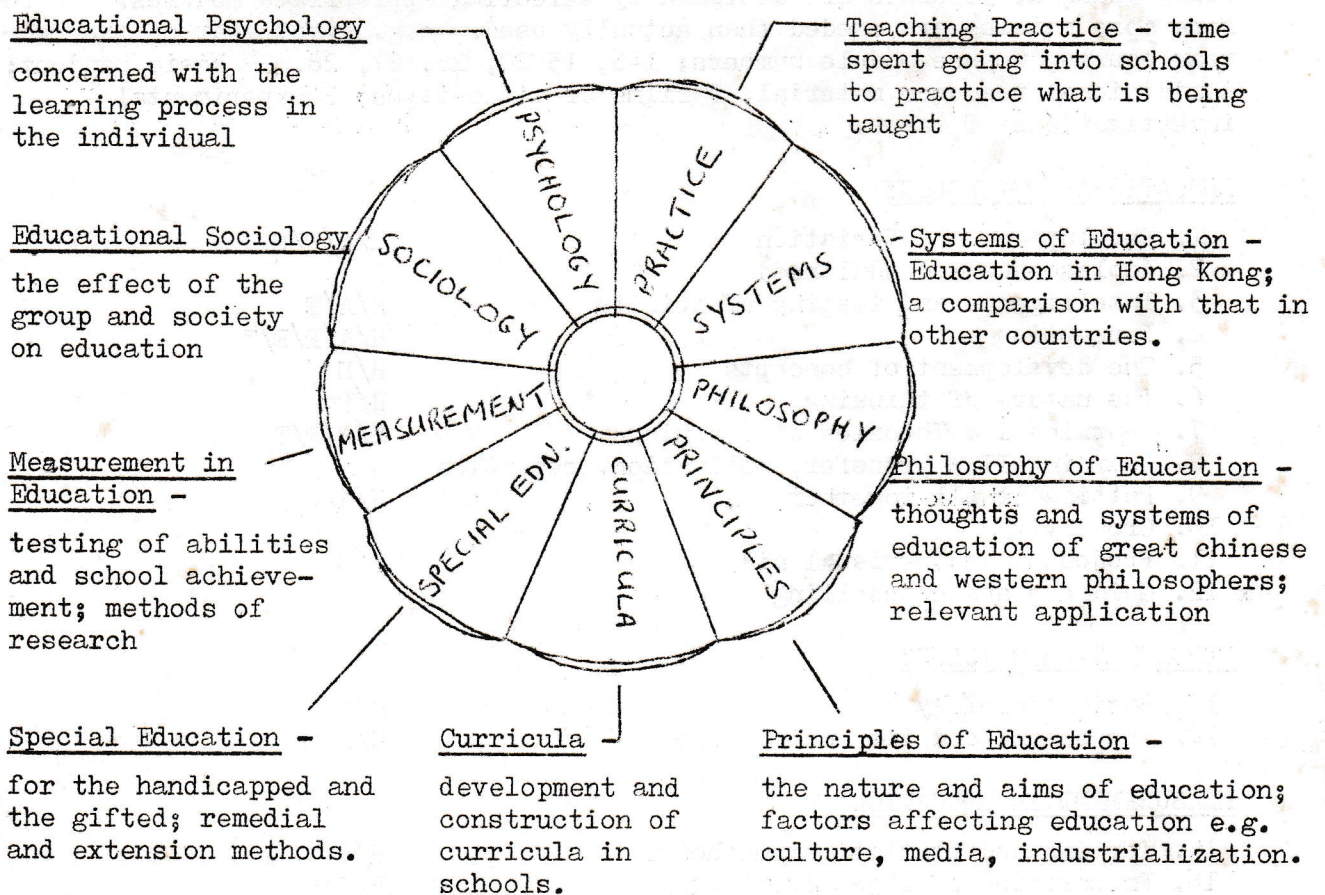 Educational Psychology
concerned with the
learning process in
the individual
Teaching Practice - time
spent going into schools
to practice what is being
taught
Educational Sociology
the effect of the
group and society
on education
Systems of Education -
Education in Hong Kong;
a comparison with that in
other countries.
PSYCHOLOGY
PRACTICE
SOCIOLOGY
SYSTEMS
MEASUREMENT
PHILOSOPHY
SPECIAL EDN.
CURRICULA
PRINCIPLES
Measurement in
Education -
testing of abilities
and school achieve-
ment; methods of
research
Philosophy of Education -
thoughts and systems of
education of great chinese
and western philosophers;
relevant application
Special Education -
for the handicapped and
the gifted; remedial
and extension methods.
Curricula
development and
construction of
curricula in
schools.
Principles of Education -
the nature and aims of education;
factors affecting education e.g.
culture, media, industrialization.